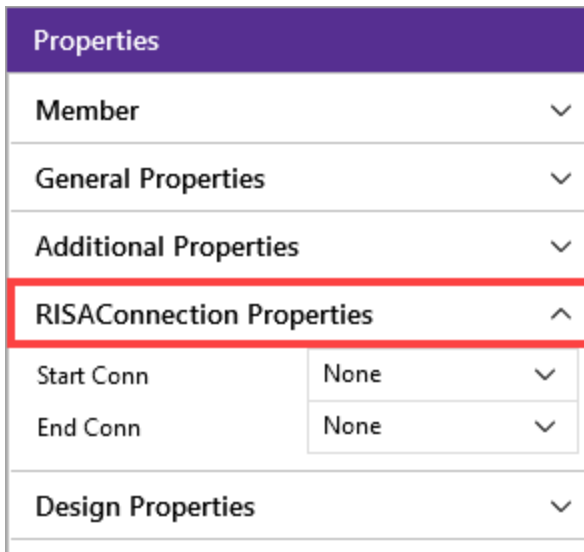 Properties
Member
General Properties
Additional Properties
RISAConnection Properties
Start Conn None
End Conn None
Design Properties